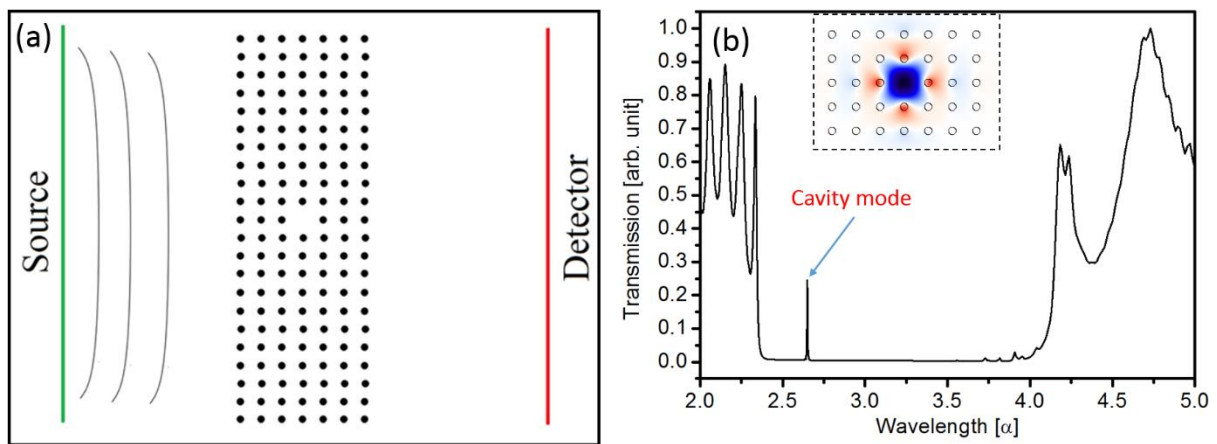 (a)
Source
Detector
(b)
Cavity mode
Transmission [arb. unit]
1.0
0.9
0.8
0.7
0.6
0.5
0.4
0.3
0.2
0.1
0.0
2.0 2.5 3.0 3.5 4.0 4.5 5.0
Wavelength [α]